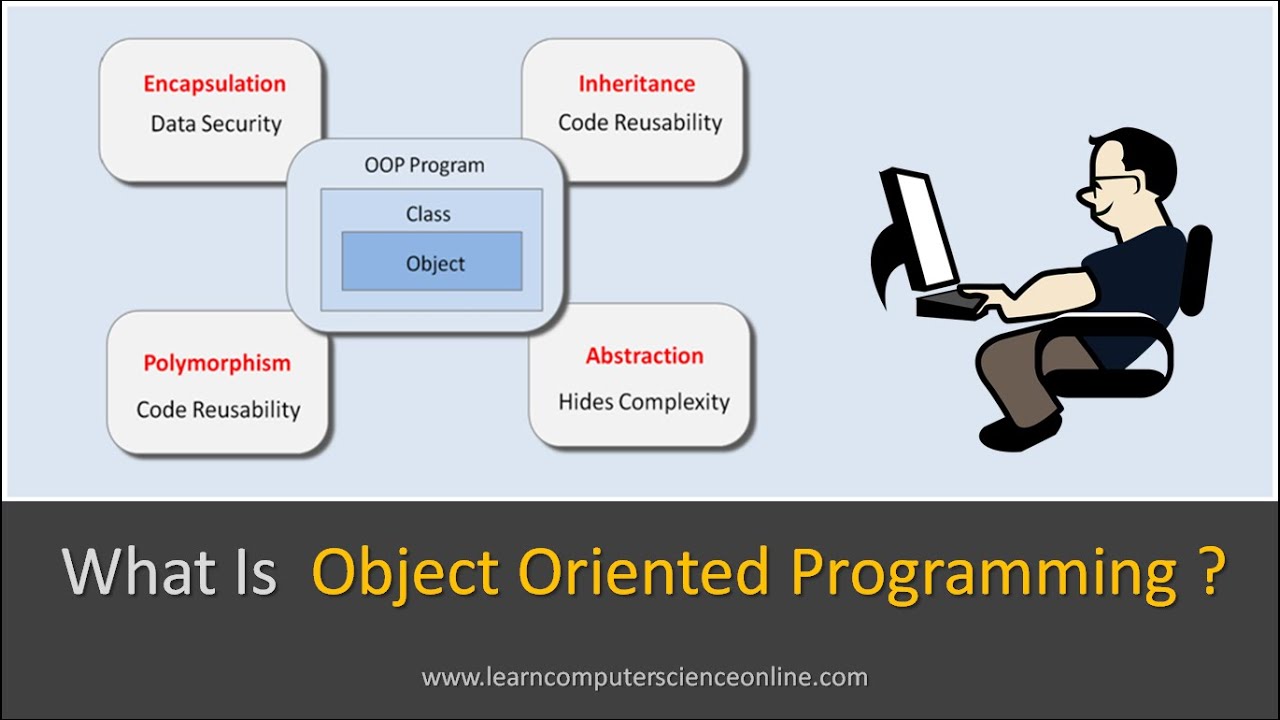 Encapsulation
Data Security
Inheritance
Code Reusability
OOP Program
Class
Object
Polymorphism
Code Reusability
Abstraction
Hides Complexity
What Is Object Oriented Programming ?
www.learncomputerscienceonline.com